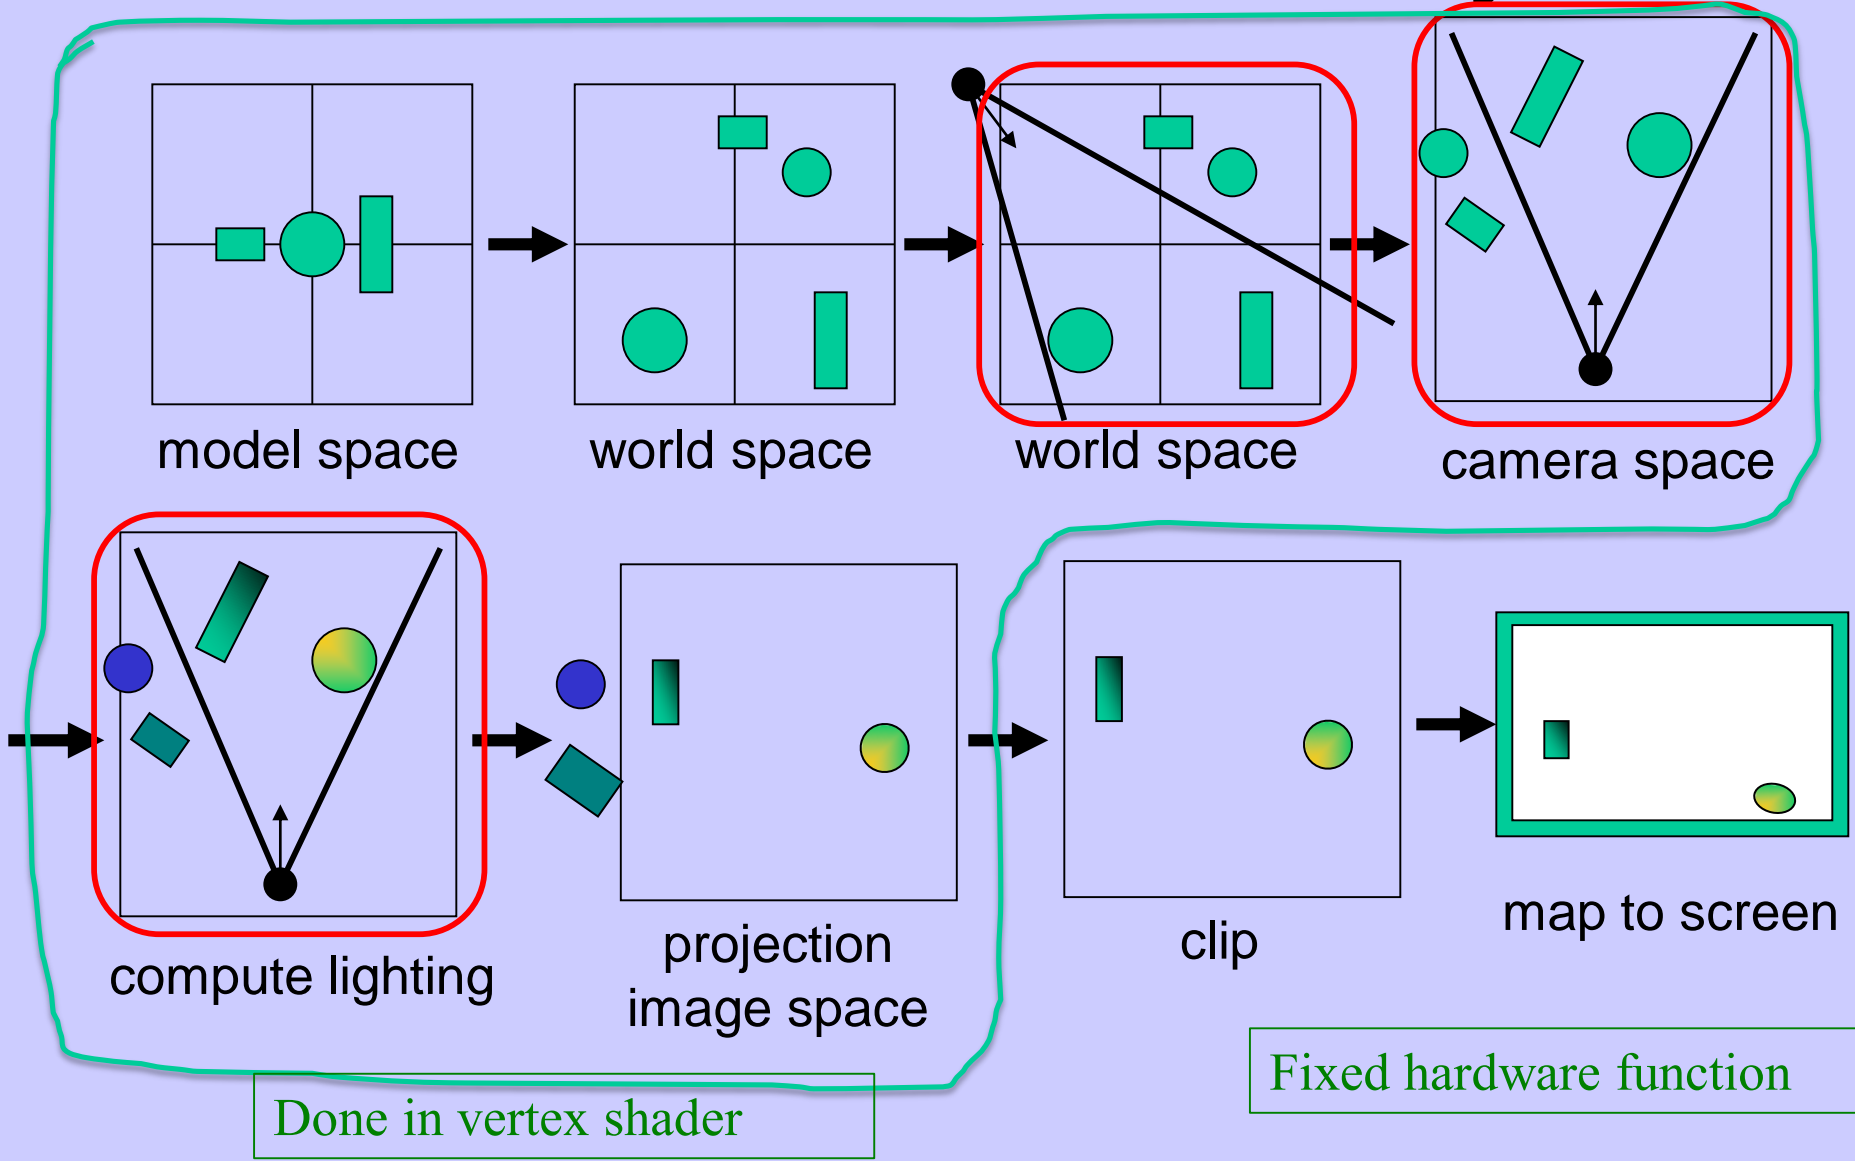 model space
world space
world space
camera space
compute lighting
projection
image space
clip
map to screen
Fixed hardware function
Done in vertex shader